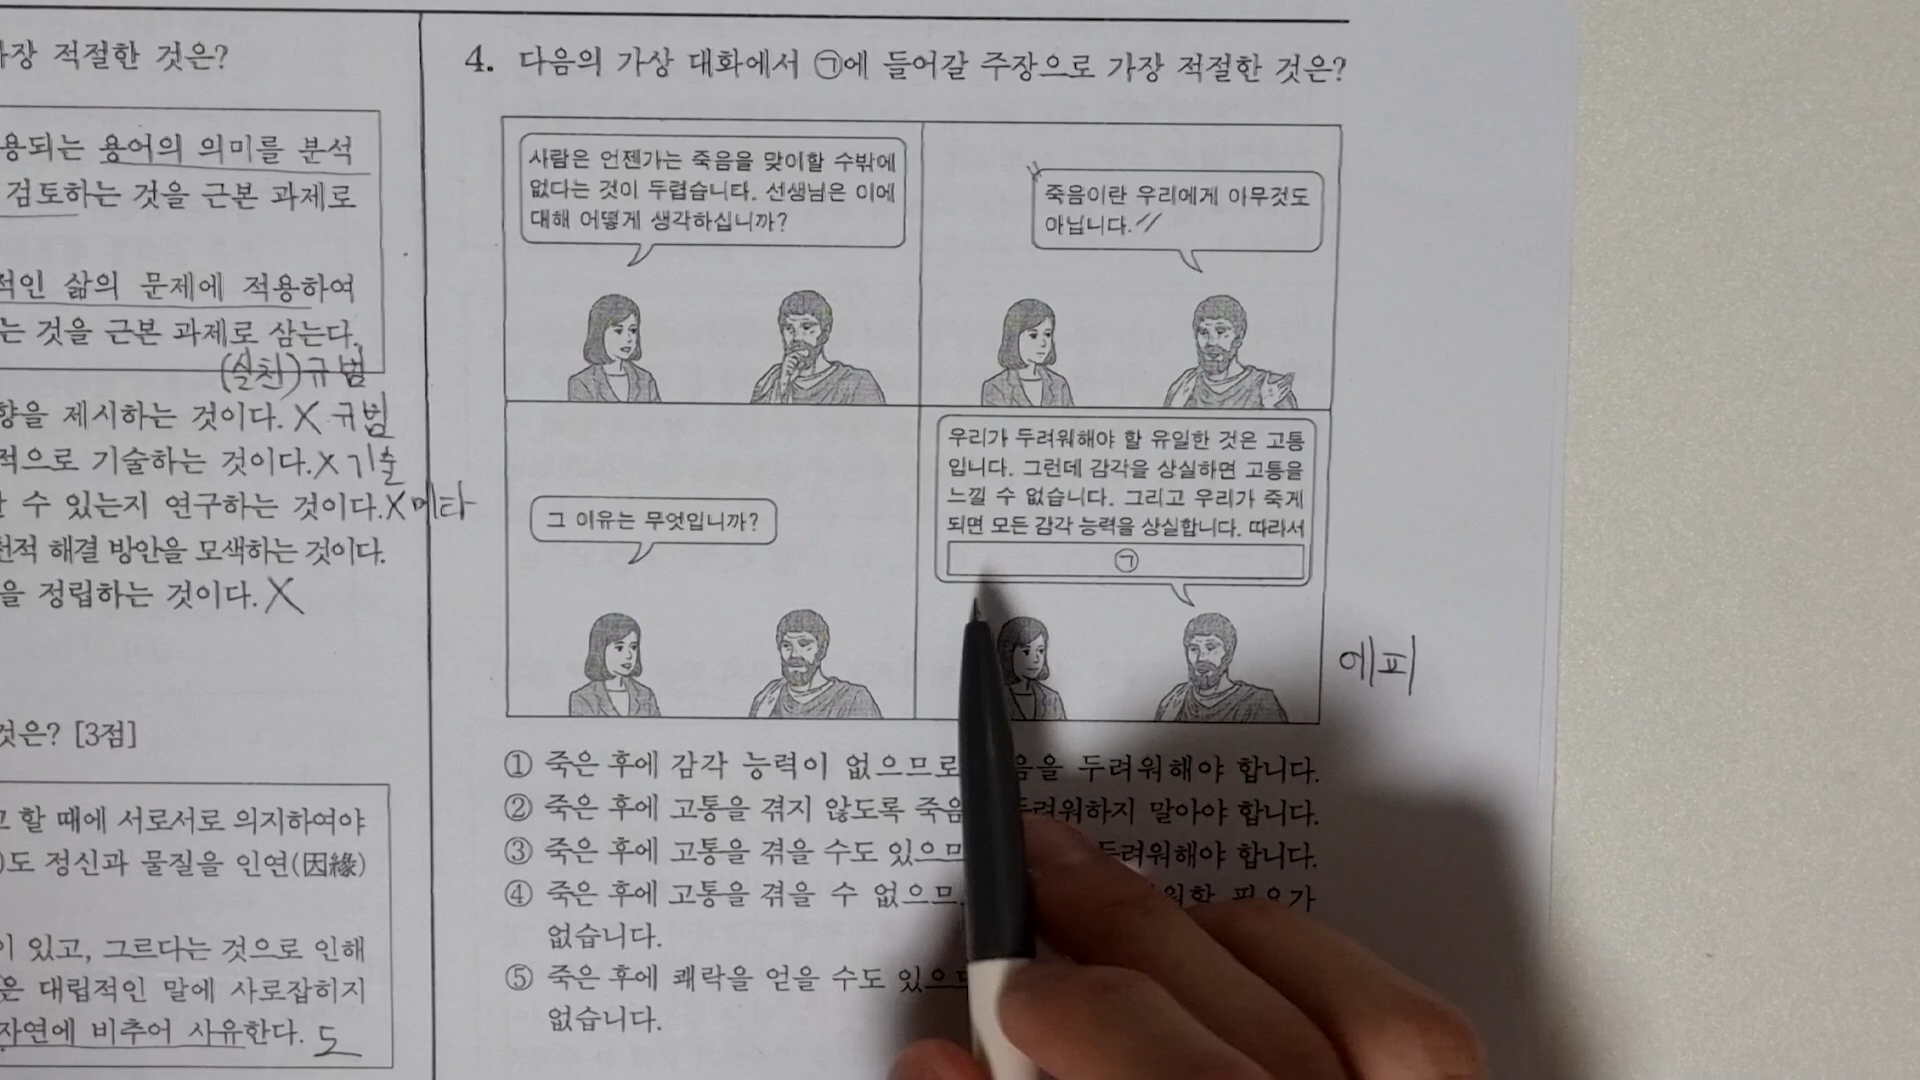 가장 적절한 것은?
용되는 용어의 의미를 분석
검토하는 것을 근본 과제로
적인 삶의 문제에 적용하여
는 것을 근본 과제로 삼는다.
(실천)규범
향을 제시하는 것이다. X 규범
적으로 기술하는 것이다. X 기술
수 있는지 연구하는 것이다. X 메타
천적 해결 방안을 모색하는 것이다.
을 정립하는 것이다. X
것은? [3점]
할 때에 서로서로 의지하여야
)도 정신과 물질을 인연(因緣)
이 있고, 그르다는 것으로 인해
은 대립적인 말에 사로잡히지
자연에 비추어 사유한다. 도
4. 다음의 가상 대화에서 ㉠에 들어갈 주장으로 가장 적절한 것은?
사람은 언젠가는 죽음을 맞이할 수밖에
없다는 것이 두렵습니다. 선생님은 이에
대해 어떻게 생각하십니까?
죽음이란 우리에게 아무것도
아닙니다.
그 이유는 무엇입니까?
우리가 두려워해야 할 유일한 것은 고통
입니다. 그런데 감각을 상실하면 고통을
느낄 수 없습니다. 그리고 우리가 죽게
되면 모든 감각 능력을 상실합니다. 따라서
㉠
에피
① 죽은 후에 감각 능력이 없으므로 두려워해야 합니다.
② 죽은 후에 고통을 겪지 않도록 두려워하지 말아야 합니다.
③ 죽은 후에 고통을 겪을 수도 있으므 두려워해야 합니다.
④ 죽은 후에 고통을 겪을 수 없으므 필요가
없습니다.
⑤ 죽은 후에 쾌락을 얻을 수도 있으
없습니다.